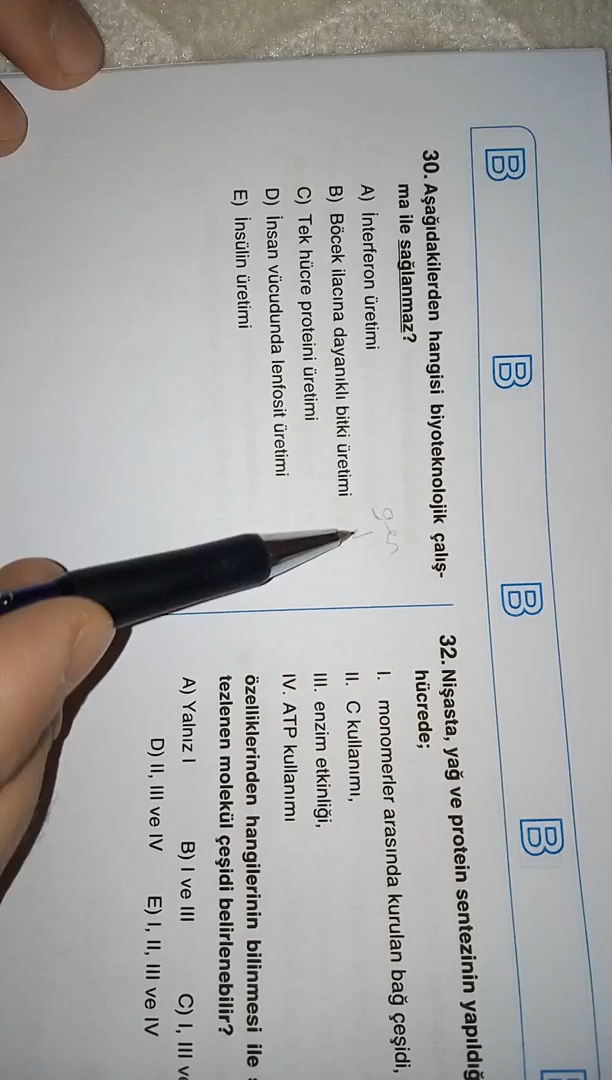 B B B B
30. Aşağıdakilerden hangisi biyoteknolojik çalış-
ma ile sağlanmaz?
A) İnterferon üretimi
B) Böcek ilacına dayanıklı bitki üretimi
C) Tek hücre proteini üretimi
D) İnsan vücudunda lenfosit üretimi
E) İnsülin üretimi
gen
32. Nişasta, yağ ve protein sentezinin yapıldığ
hücrede;
I. monomerler arasında kurulan bağ çeşidi,
II. C kullanımı,
III. enzim etkinliği,
IV. ATP kullanımı
özelliklerinden hangilerinin bilinmesi ile s
tezlenen molekül çeşidi belirlenebilir?
A) Yalnız I B) I ve III C) I, III ve
D) II, III ve IV E) I, II, III ve IV